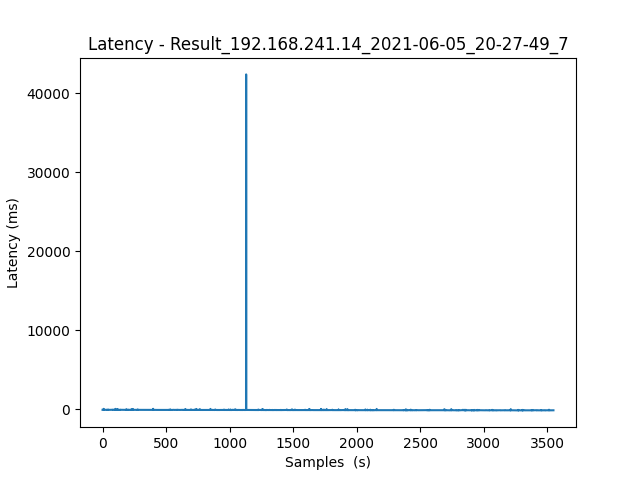 Latency - Result_192.168.241.14_2021-06-05_20-27-49_7
40000
30000
20000
10000
0
Latency (ms)
0 500 1000 1500 2000 2500 3000 3500
Samples  (s)